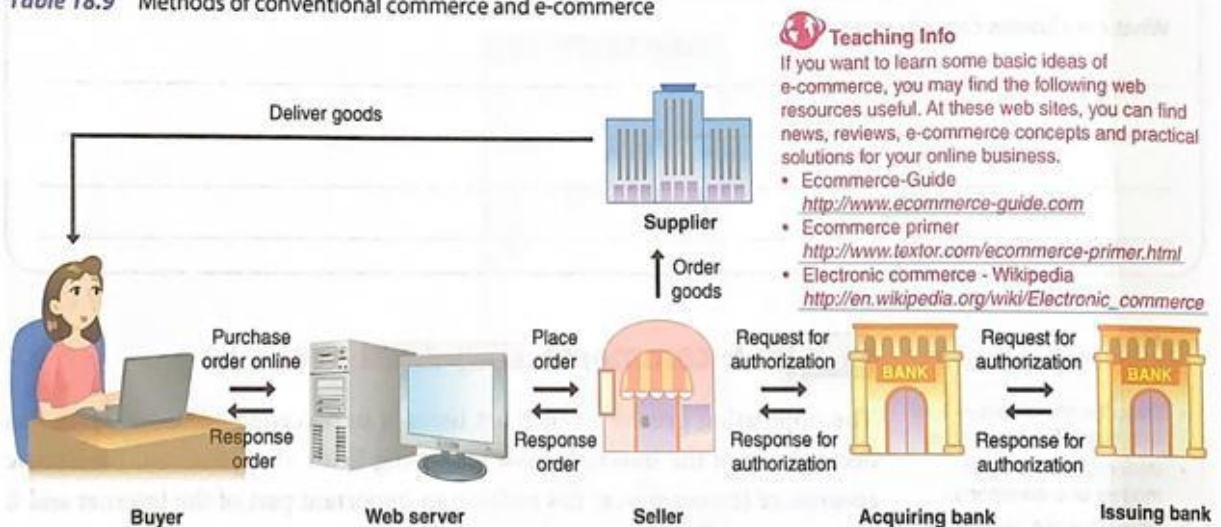 Table 18.9 Methods of conventional commerce and e-commerce
Teaching Info
If you want to learn some basic ideas of
e-commerce, you may find the following web
resources useful. At these web sites, you can find
news, reviews, e-commerce concepts and practical
solutions for your online business.
• Ecommerce-Guide
http://www.ecommerce-guide.com
• Ecommerce primer
http://www.textor.com/ecommerce-primer.html
• Electronic commerce - Wikipedia
http://en.wikipedia.org/wiki/Electronic_commerce
Deliver goods
Supplier
Order
goods
Purchase
order online
Response
order
Place
order
Response
order
Request for
authorization
Response for
authorization
BANK
Request for
authorization
Response for
authorization
BANK
Buyer
Web server
Seller
Acquiring bank
Issuing bank